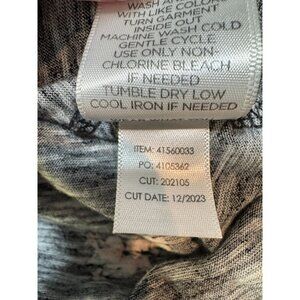 WITH LIKE COLORS
TURN GARMENT
INSIDE OUT
MACHINE WASH COLD
GENTLE CYCLE
USE ONLY NON-
CHLORINE BLEACH
IF NEEDED
TUMBLE DRY LOW
COOL IRON IF NEEDED
ITEM: 41560033
PO: 4105362
CUT: 202105
CUT DATE: 12/2023